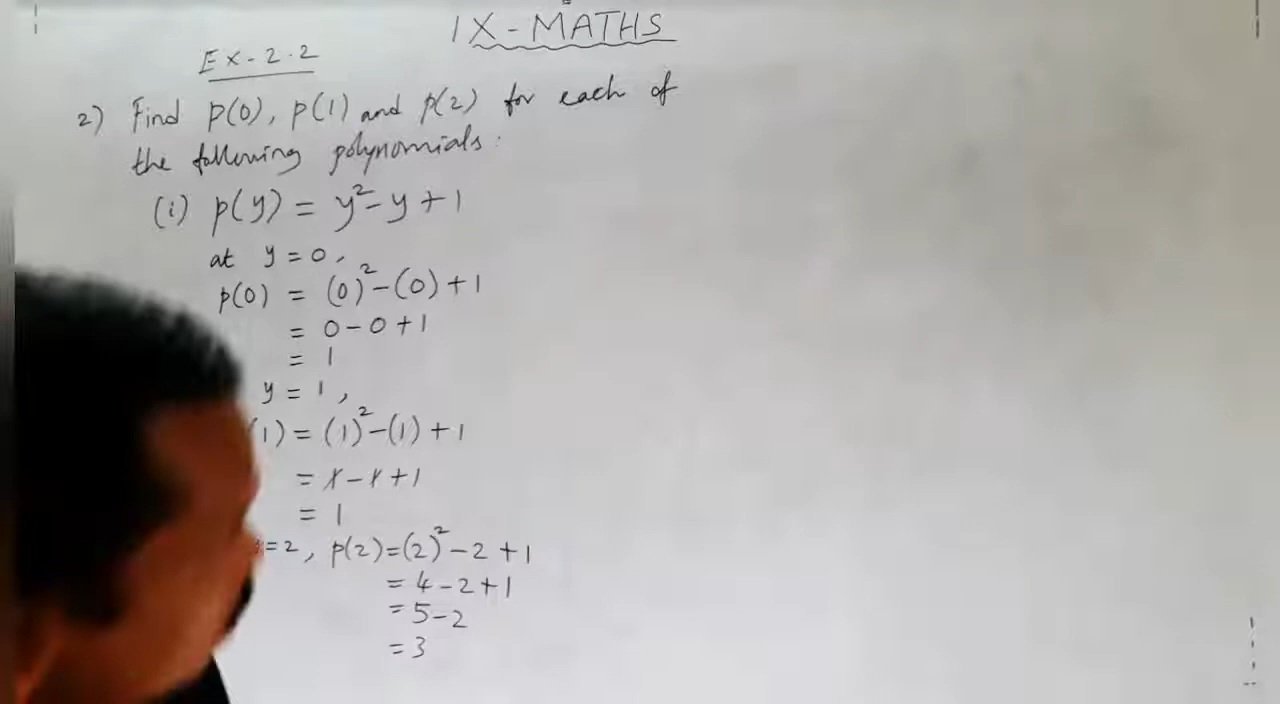 IX - MATHS
EX - 2.2
2) Find p(0), p(1) and p(2) for each of
the following polynomials:
(i) p(y) = y² - y + 1
at y = 0,
p(0) = (0)² - (0) + 1
= 0 - 0 + 1
= 1
y = 1,
(1) = (1)² - (1) + 1
= 1 - 1 + 1
= 1
=2, p(2) = (2)² - 2 + 1
= 4 - 2 + 1
= 5 - 2
= 3